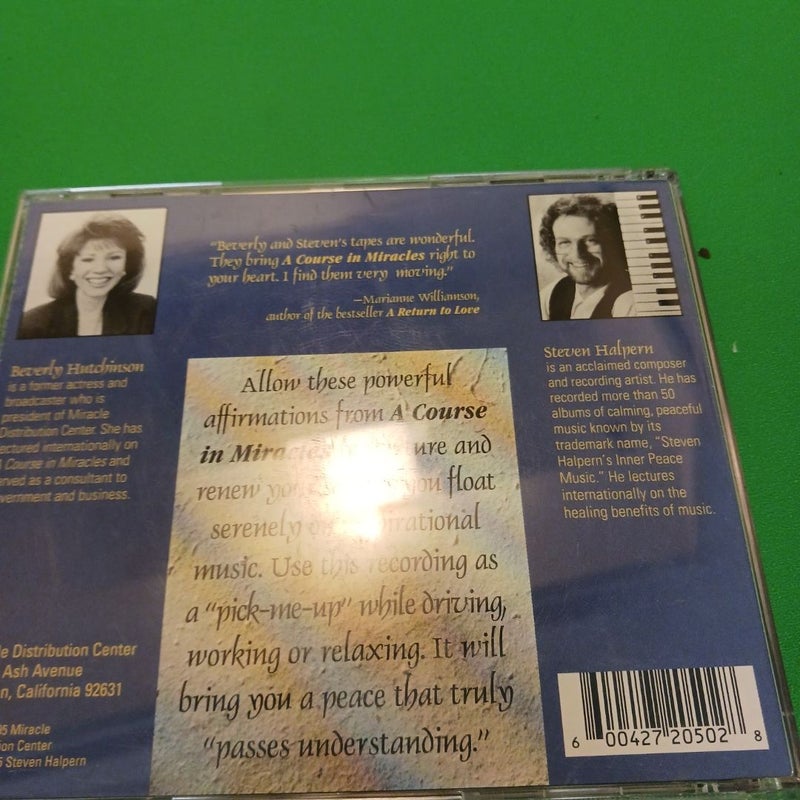 "Beverly and Steven's tapes are wonderful.
They bring A Course in Miracles right to
your heart. I find them very moving."
—Marianne Williamson,
author of the bestseller A Return to Love
Beverly Hutchinson
is a former actress and
broadcaster who is
president of Miracle
Distribution Center. She has
lectured internationally on
A Course in Miracles and
served as a consultant to
government and business.
Allow these powerful
affirmations from A Course
in Miracles and
renew you float
serenely
music. Use this recording as
a "pick-me-up" while driving,
working or relaxing. It will
bring you a peace that truly
"passes understanding."
Steven Halpern
is an acclaimed composer
and recording artist. He has
recorded more than 50
albums of calming, peaceful
music known by its
trademark name, "Steven
Halpern's Inner Peace
Music." He lectures
internationally on the
healing benefits of music.
Distribution Center
Ash Avenue
California 92631
Miracle
Center
Steven Halpern
6 00427 20502 8